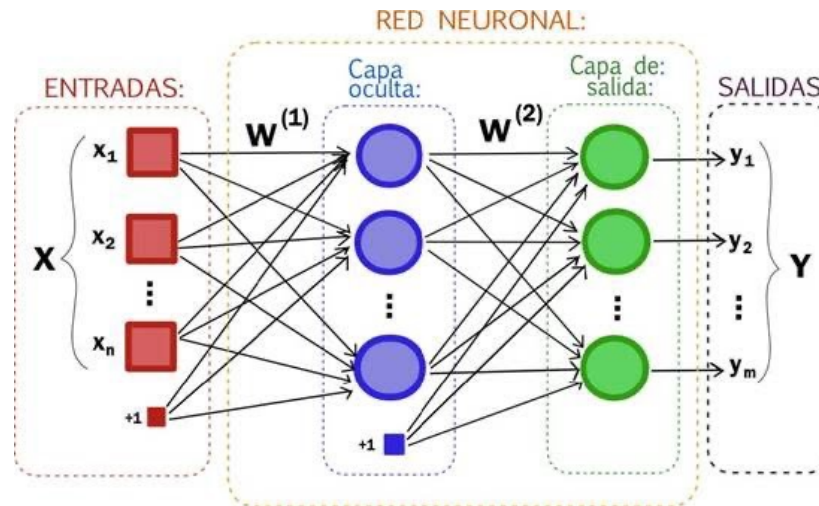 RED NEURONAL:
ENTRADAS:
Capa
oculta:
Capa de:
salida:
SALIDAS
W(1)
W(2)
x1
y1
x2
y2
X
Y
⋮
⋮
⋮
⋮
xn
ym
+1
+1